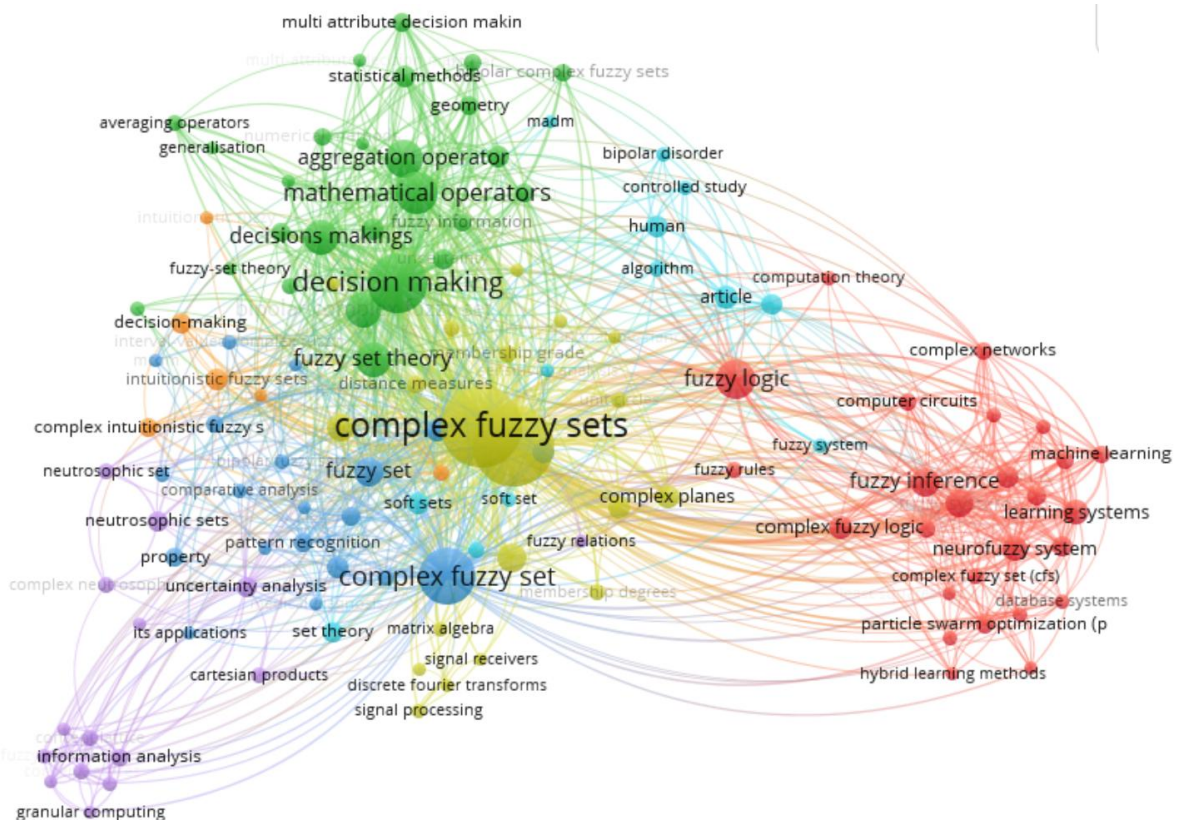 multi attribute decision makin
statistical methods
bipolar complex fuzzy sets
geometry
averaging operators
madm
generalisation
aggregation operator
bipolar disorder
mathematical operators
controlled study
fuzzy information
human
decisions makings
fuzzy-set theory
algorithm
decision making
computation theory
article
decision-making
fuzzy set theory
membership grade
complex networks
intuitionistic fuzzy sets
distance measures
fuzzy logic
computer circuits
complex intuitionistic fuzzy s
complex fuzzy sets
fuzzy system
machine learning
neutrosophic set
fuzzy set
fuzzy rules
fuzzy inference
comparative analysis
soft sets
soft set
complex planes
learning systems
neutrosophic sets
complex fuzzy logic
pattern recognition
fuzzy relations
neurofuzzy system
property
complex fuzzy set
complex fuzzy set (cfs)
uncertainty analysis
membership degrees
database systems
its applications
set theory
matrix algebra
particle swarm optimization (p
signal receivers
cartesian products
hybrid learning methods
discrete fourier transforms
signal processing
information analysis
granular computing